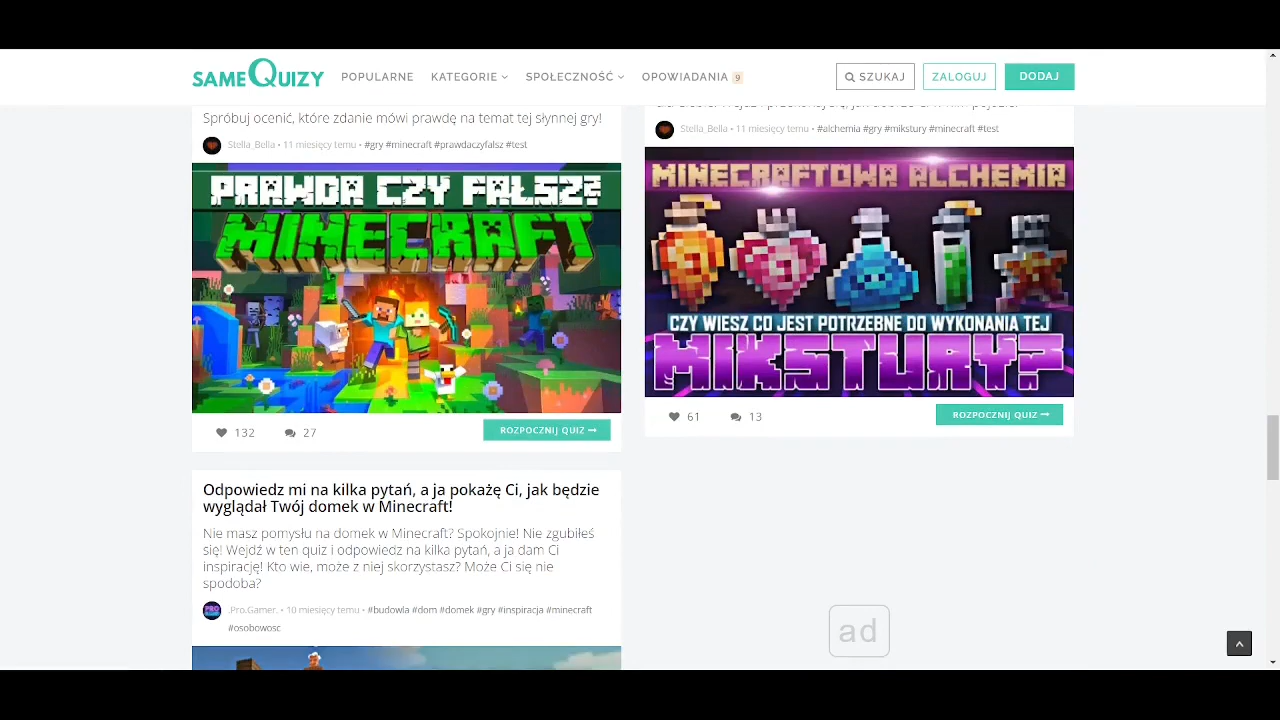 SAMEQUIZY POPULARNE KATEGORIE SPOŁECZNOŚĆ OPOWIADANIA 9 SZUKAJ ZALOGUJ DODAJ
Spróbuj ocenić, które zdanie mówi prawdę na temat tej słynnej gry!
Stella_Bella • 11 miesięcy temu • #gry #minecraft #prawdaczyfalsz #test
PRAWDA CZY FAŁSZ?
MINECRAFT
132 27 ROZPOCZNIJ QUIZ
Odpowiedz mi na kilka pytań, a ja pokażę Ci, jak będzie
wyglądał Twój domek w Minecraft!
Nie masz pomysłu na domek w Minecraft? Spokojnie! Nie zgubiłeś
się! Wejdź w ten quiz i odpowiedz na kilka pytań, a ja dam Ci
inspirację! Kto wie, może z niej skorzystasz? Może Ci się nie
spodoba?
PRO
.Pro.Gamer. • 10 miesięcy temu • #budowla #dom #domek #gry #inspiracja #minecraft
#osobowosc
Stella_Bella • 11 miesięcy temu • #alchemia #gry #mikstury #minecraft #test
MINECRAFTOWA ALCHEMIA
CZY WIESZ CO JEST POTRZEBNE DO WYKONANIA TEJ
MIKSTURY?
61 13 ROZPOCZNIJ QUIZ
ad